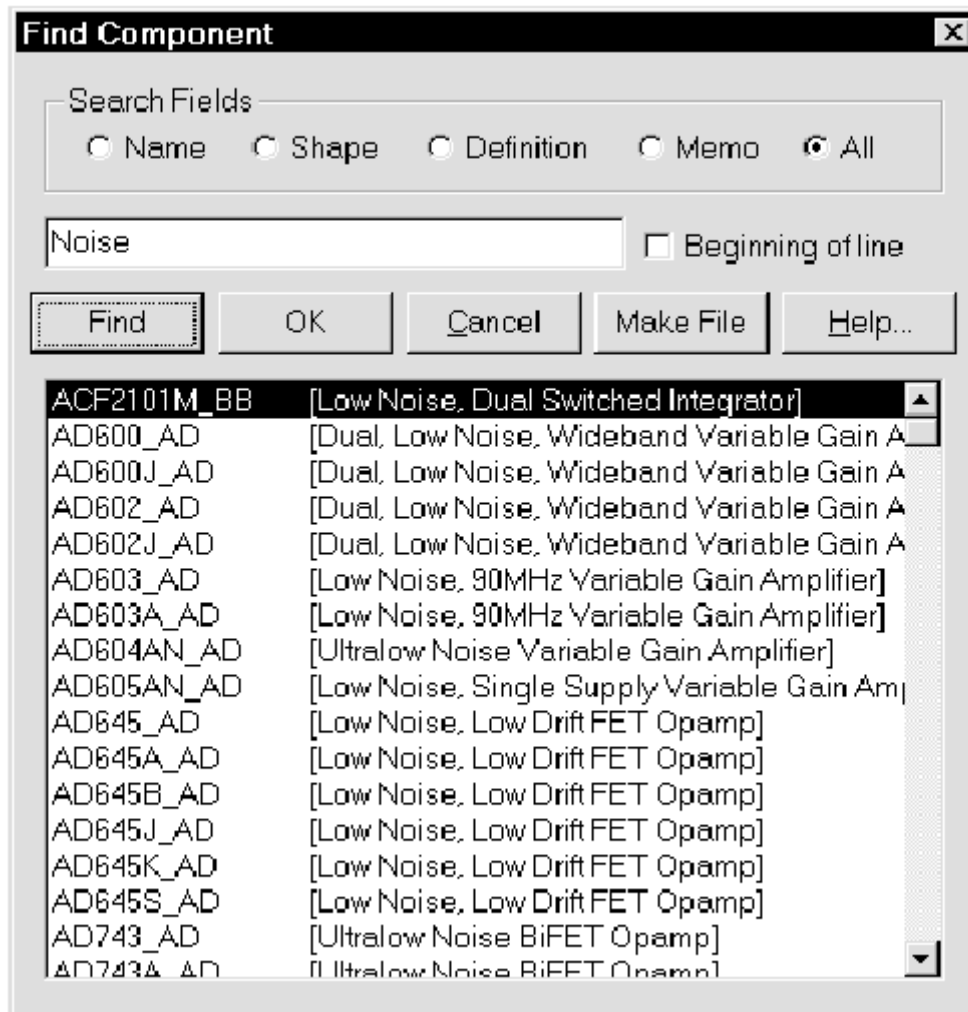 Find Component
Search Fields
Name Shape Definition Memo All
Noise
Beginning of line
Find OK Cancel Make File Help...
ACF2101M_BB [Low Noise, Dual Switched Integrator]
AD600_AD [Dual, Low Noise, Wideband Variable Gain A
AD600J_AD [Dual, Low Noise, Wideband Variable Gain A
AD602_AD [Dual, Low Noise, Wideband Variable Gain A
AD602J_AD [Dual, Low Noise, Wideband Variable Gain A
AD603_AD [Low Noise, 90MHz Variable Gain Amplifier]
AD603A_AD [Low Noise, 90MHz Variable Gain Amplifier]
AD604AN_AD [Ultralow Noise Variable Gain Amplifier]
AD605AN_AD [Low Noise, Single Supply Variable Gain Amp
AD645_AD [Low Noise, Low Drift FET Opamp]
AD645A_AD [Low Noise, Low Drift FET Opamp]
AD645B_AD [Low Noise, Low Drift FET Opamp]
AD645J_AD [Low Noise, Low Drift FET Opamp]
AD645K_AD [Low Noise, Low Drift FET Opamp]
AD645S_AD [Low Noise, Low Drift FET Opamp]
AD743_AD [Ultralow Noise BiFET Opamp]
AD743A_AD [Ultralow Noise BiFET Opamp]